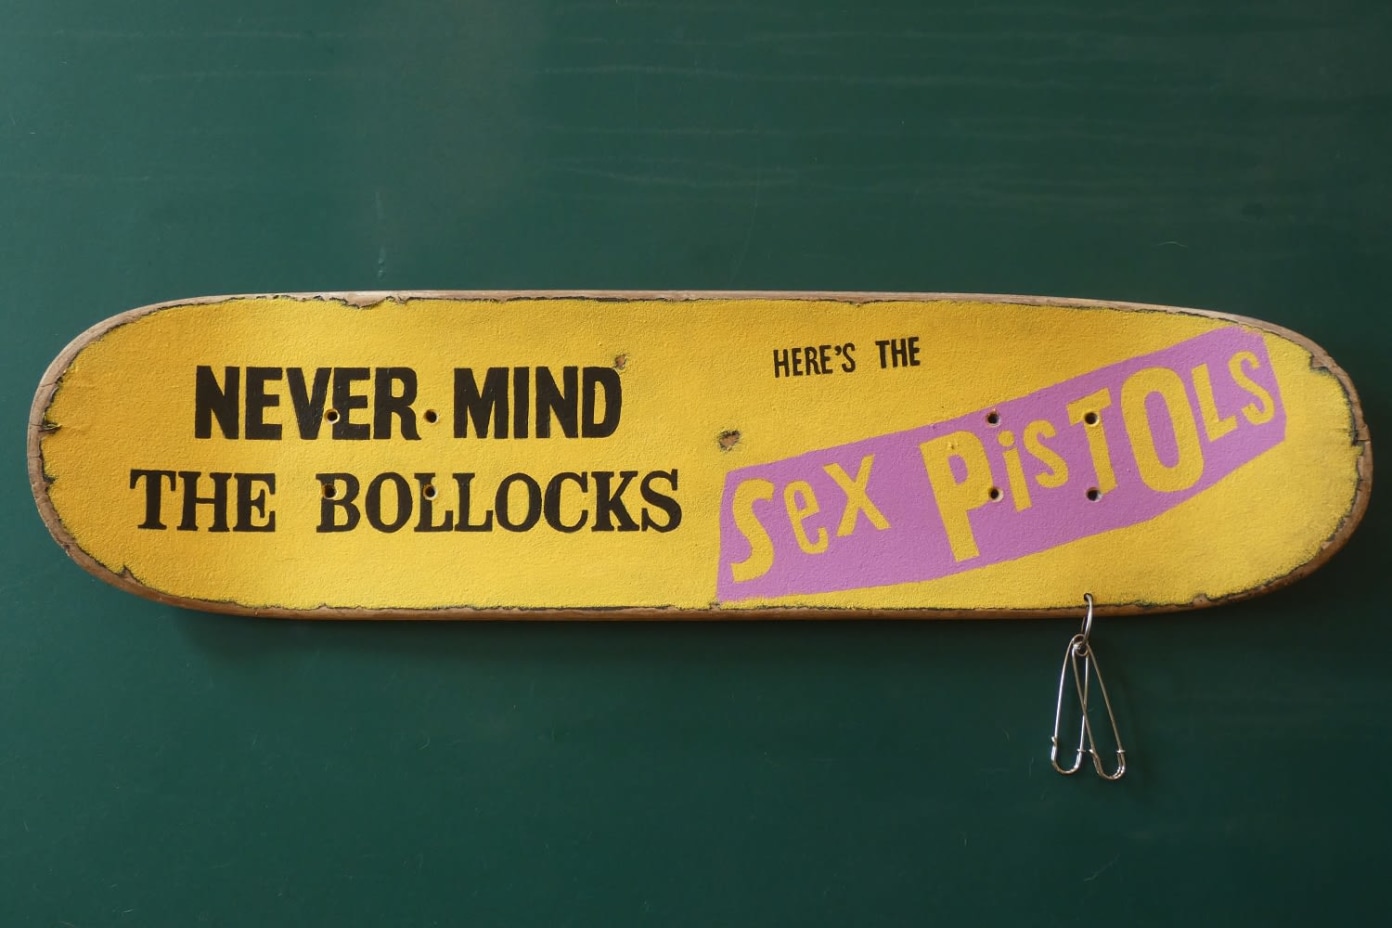 NEVER MIND
THE BOLLOCKS
HERE'S THE
Sex PisTOLS